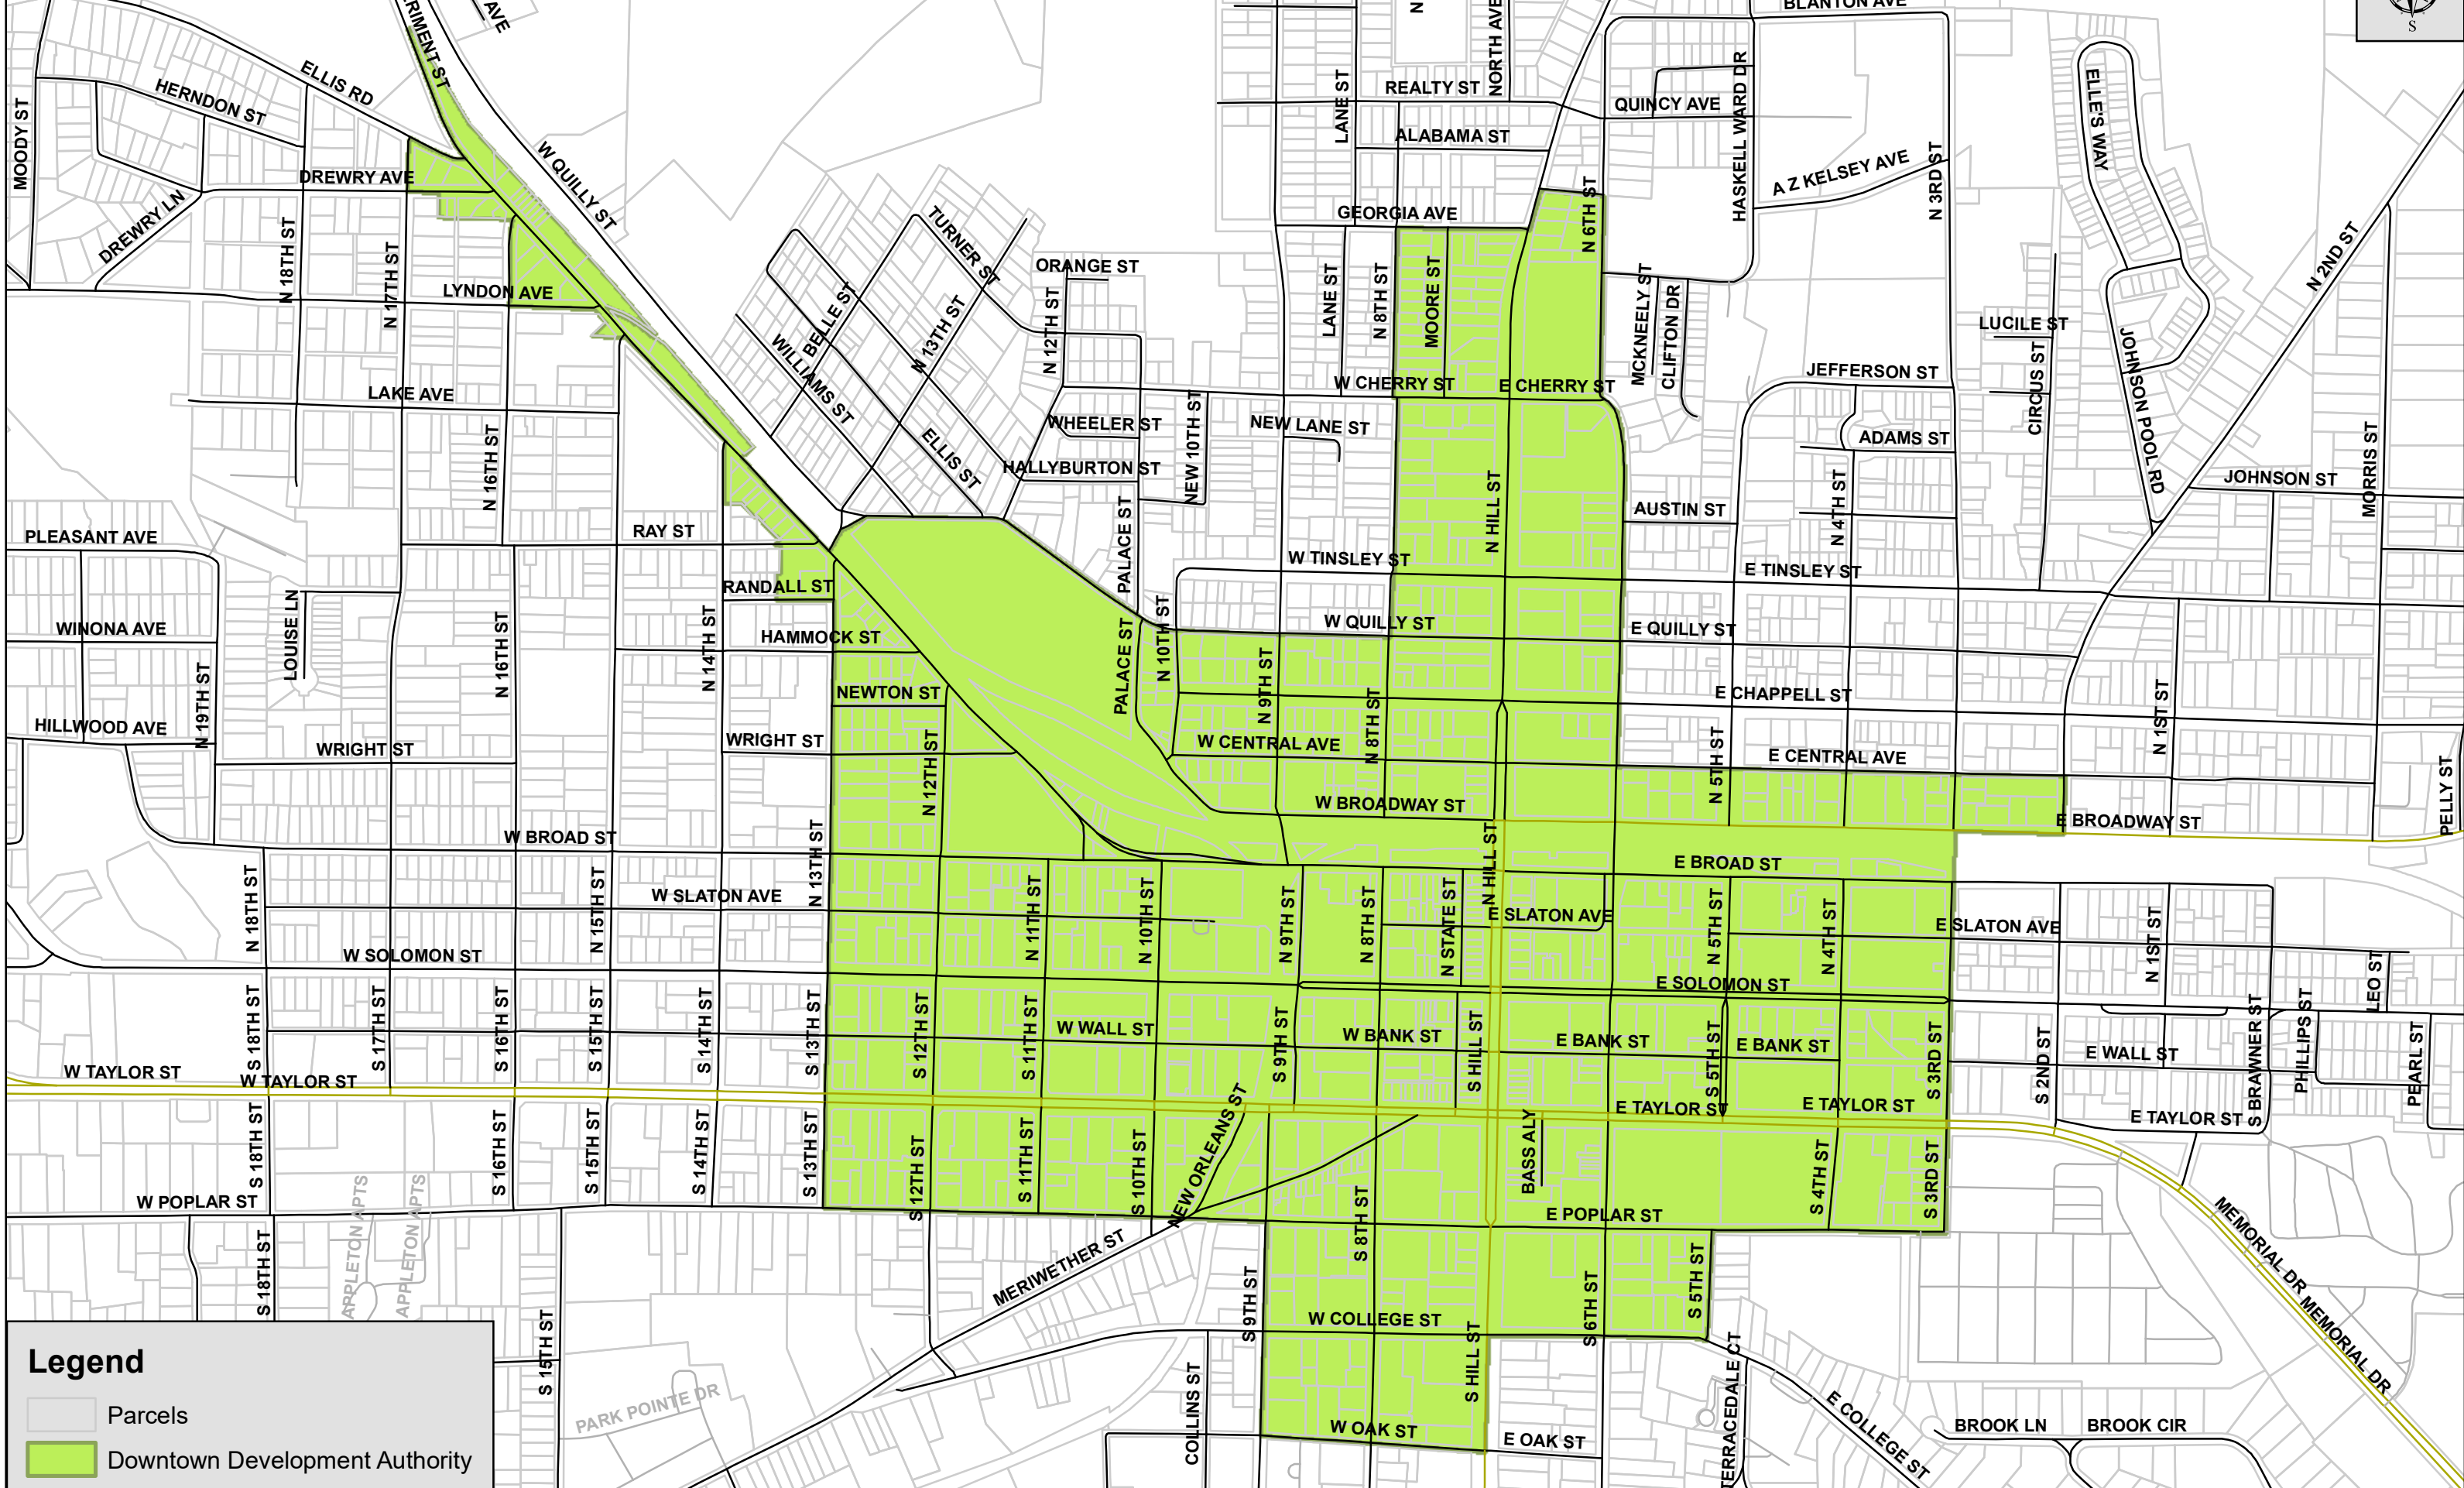 RIMENT ST
AVE
N
NORTH AVE
BLANTON AVE
S
ELLIS RD
HERNDON ST
MOODY ST
DREWRY AVE
DREWRY LN
W QUILLY ST
LANE ST
REALTY ST
ALABAMA ST
QUINCY AVE
HASKELL WARD DR
A Z KELSEY AVE
N 3RD ST
ELLE'S WAY
N 2ND ST
GEORGIA AVE
N 6TH ST
N 18TH ST
N 17TH ST
LYNDON AVE
TURNER ST
ORANGE ST
BELLE ST
N 13TH ST
N 12TH ST
WILLIAMS ST
LANE ST
N 8TH ST
MOORE ST
MCKNEELY ST
CLIFTON DR
LUCILE ST
CIRCUS ST
JOHNSON POOL RD
JEFFERSON ST
LAKE AVE
W CHERRY ST
E CHERRY ST
WHEELER ST
NEW 10TH ST
NEW LANE ST
ELLIS ST
HALLYBURTON ST
ADAMS ST
N 16TH ST
N HILL ST
N 4TH ST
MORRIS ST
JOHNSON ST
AUSTIN ST
PLEASANT AVE
RAY ST
PALACE ST
W TINSLEY ST
E TINSLEY ST
RANDALL ST
LOUISE LN
WINONA AVE
N 16TH ST
N 14TH ST
HAMMOCK ST
PALACE ST
N 10TH ST
W QUILLY ST
E QUILLY ST
N 19TH ST
HILLWOOD AVE
WRIGHT ST
NEWTON ST
WRIGHT ST
N 12TH ST
N 9TH ST
N 8TH ST
E CHAPPELL ST
N 1ST ST
W CENTRAL AVE
N 5TH ST
E CENTRAL AVE
W BROADWAY ST
E BROADWAY ST
PELLY ST
W BROAD ST
N 13TH ST
N HILL ST
E BROAD ST
N 18TH ST
N 15TH ST
W SLATON AVE
N 11TH ST
N 10TH ST
N 9TH ST
N 8TH ST
N STATE ST
E SLATON AVE
N 5TH ST
N 4TH ST
E SLATON AVE
N 1ST ST
W SOLOMON ST
E SOLOMON ST
LEO ST
S 18TH ST
S 17TH ST
S 16TH ST
S 15TH ST
S 14TH ST
S 13TH ST
S 12TH ST
S 11TH ST
W WALL ST
S 9TH ST
W BANK ST
S HILL ST
E BANK ST
S 5TH ST
E BANK ST
S 3RD ST
S 2ND ST
E WALL ST
S BRAWNER ST
PHILLIPS ST
PEARL ST
W TAYLOR ST
W TAYLOR ST
E TAYLOR ST
E TAYLOR ST
E TAYLOR ST
S 18TH ST
S 16TH ST
S 15TH ST
S 14TH ST
S 13TH ST
S 12TH ST
S 11TH ST
S 10TH ST
NEW ORLEANS ST
BASS ALY
S 4TH ST
S 3RD ST
W POPLAR ST
E POPLAR ST
APPLETON APTS
APPLETON APTS
S 18TH ST
MERIWETHER ST
S 8TH ST
S 9TH ST
S 6TH ST
S 5TH ST
MEMORIAL DR
MEMORIAL DR
W COLLEGE ST
S 15TH ST
S HILL ST
PARK POINTE DR
COLLINS ST
W OAK ST
E OAK ST
TERRACEDALE CT
E COLLEGE ST
BROOK LN
BROOK CIR
Legend
Parcels
Downtown Development Authority